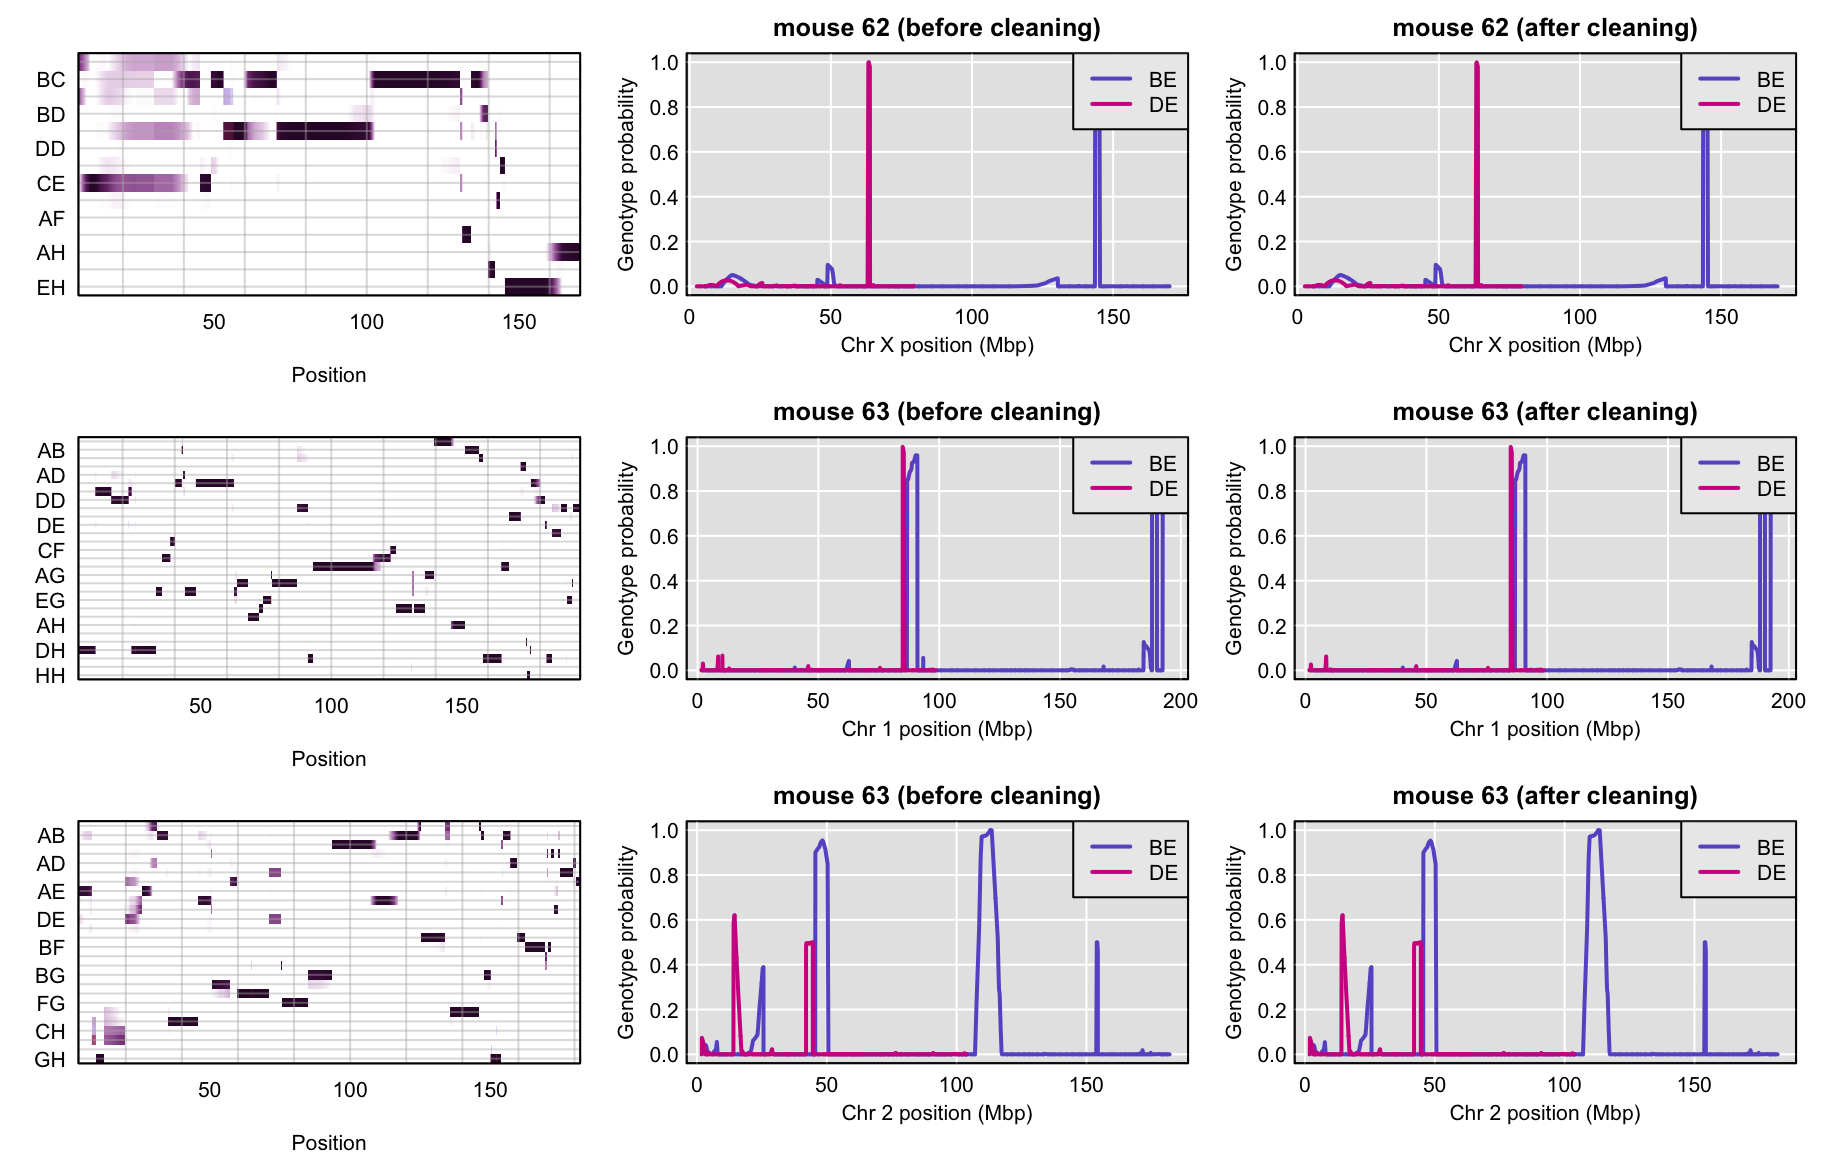 BC
BD
DD
CE
AF
AH
EH
50 100 150
Position
mouse 62 (before cleaning)
Genotype probability
1.0
0.8
0.6
0.4
0.2
0.0
BE
DE
0 50 100 150
Chr X position (Mbp)
mouse 62 (after cleaning)
Genotype probability
1.0
0.8
0.6
0.4
0.2
0.0
BE
DE
0 50 100 150
Chr X position (Mbp)
AB
AD
DD
DE
CF
AG
EG
AH
DH
HH
50 100 150
Position
mouse 63 (before cleaning)
Genotype probability
1.0
0.8
0.6
0.4
0.2
0.0
BE
DE
0 50 100 150 200
Chr 1 position (Mbp)
mouse 63 (after cleaning)
Genotype probability
1.0
0.8
0.6
0.4
0.2
0.0
BE
DE
0 50 100 150 200
Chr 1 position (Mbp)
AB
AD
AE
DE
BF
BG
FG
CH
GH
50 100 150
Position
mouse 63 (before cleaning)
Genotype probability
1.0
0.8
0.6
0.4
0.2
0.0
BE
DE
0 50 100 150
Chr 2 position (Mbp)
mouse 63 (after cleaning)
Genotype probability
1.0
0.8
0.6
0.4
0.2
0.0
BE
DE
0 50 100 150
Chr 2 position (Mbp)